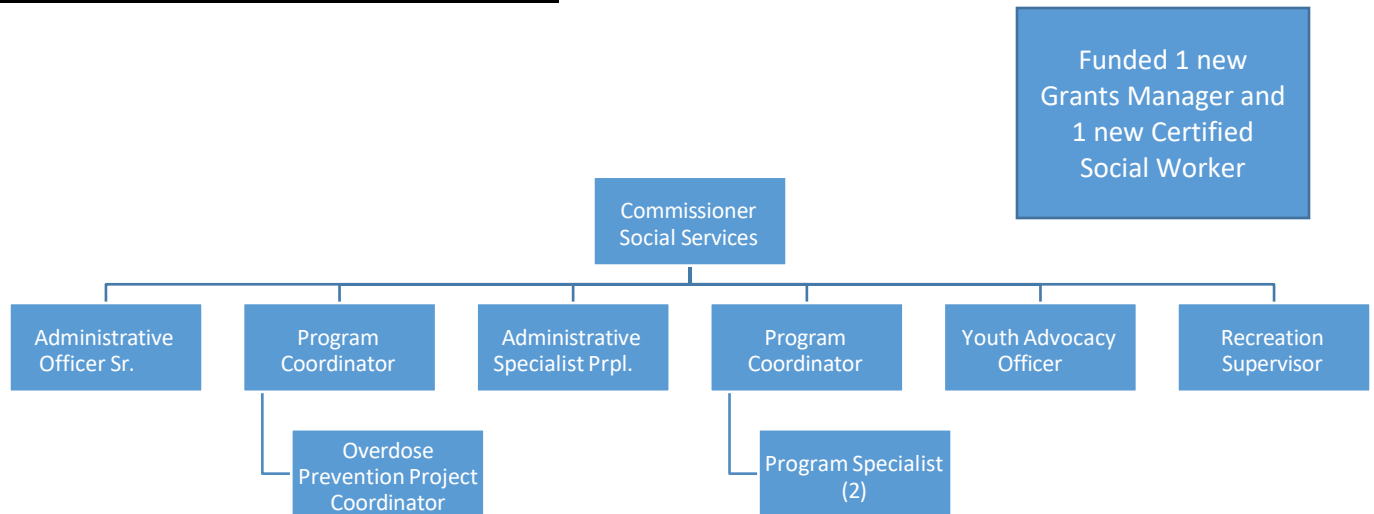 Funded 1 new
Grants Manager and
1 new Certified
Social Worker
Commissioner
Social Services
Administrative
Officer Sr.
Program
Coordinator
Administrative
Specialist Prpl.
Program
Coordinator
Youth Advocacy
Officer
Recreation
Supervisor
Overdose
Prevention Project
Coordinator
Program Specialist
(2)